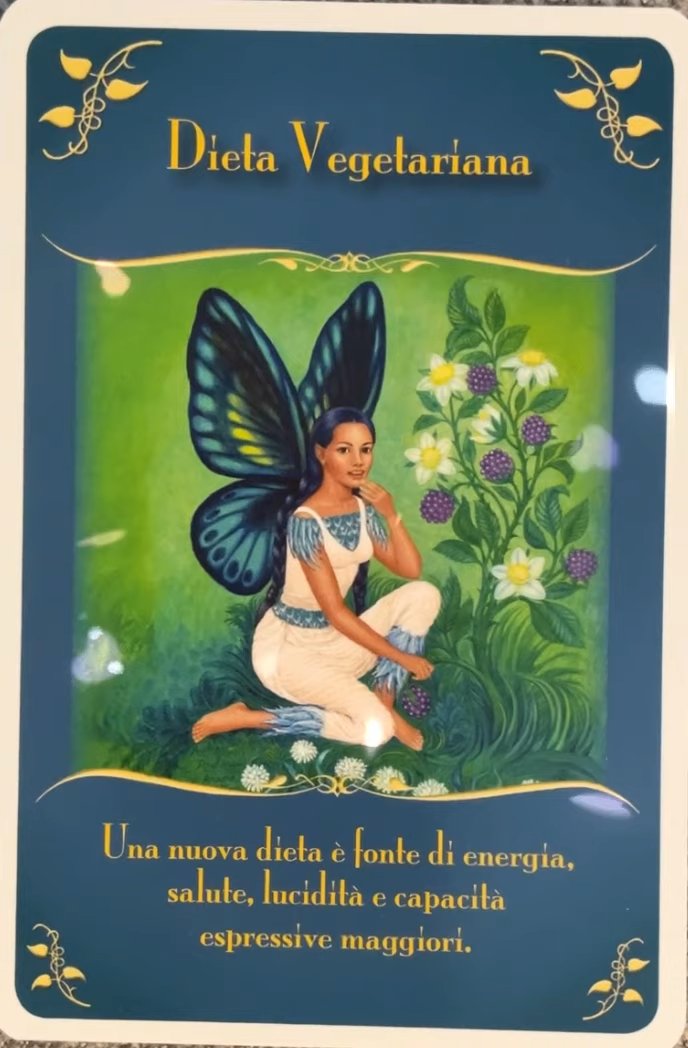 Dieta Vegetariana
Una nuova dieta è fonte di energia,
salute, lucidità e capacità
espressive maggiori.